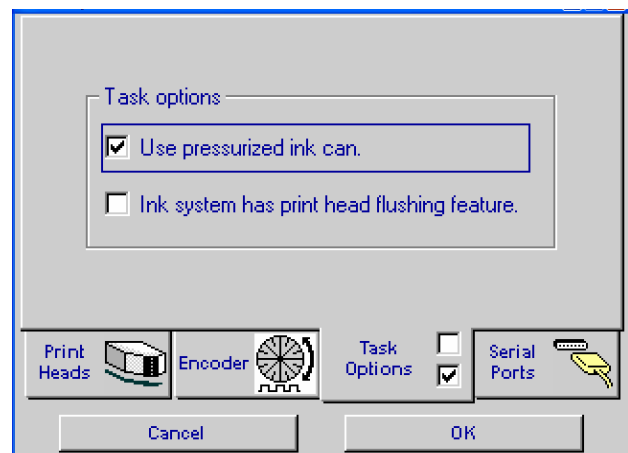 Task options
Use pressurized ink can.
Ink system has print head flushing feature.
Print
Heads
Encoder
Task
Options
Serial
Ports
Cancel
OK